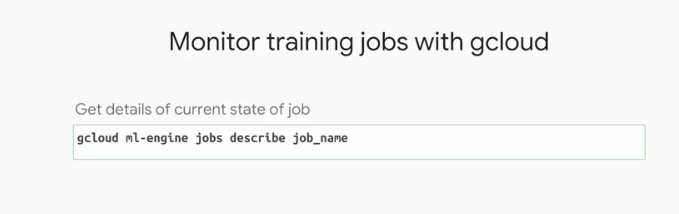 Monitor training jobs with gcloud
Get details of current state of job
gcloud ml-engine jobs describe job_name